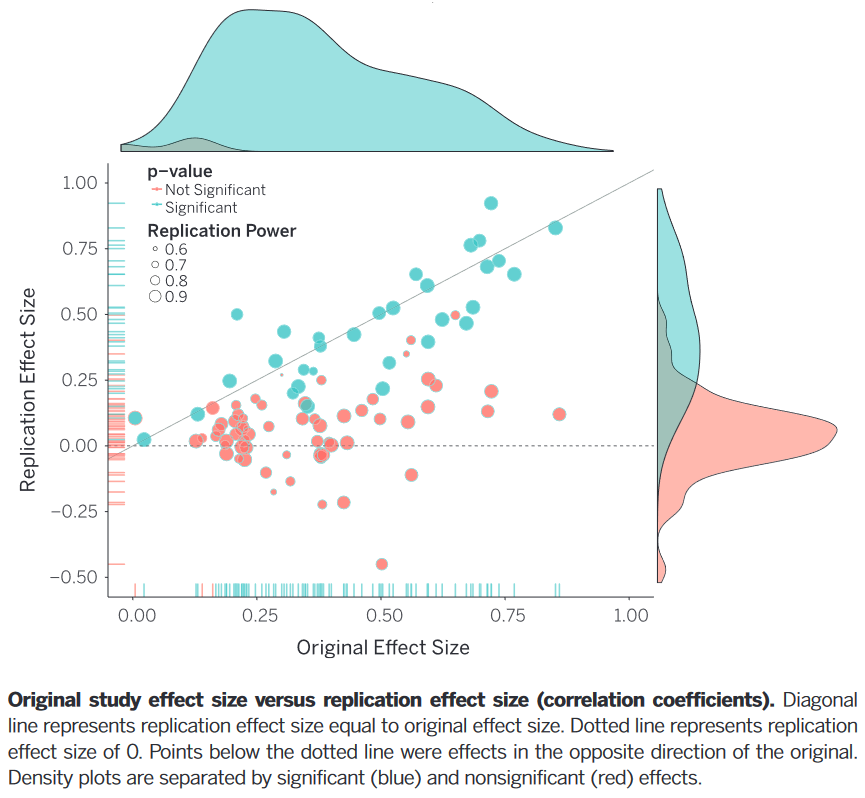 p−value
Not Significant
Significant
Replication Power
0.6
0.7
0.8
0.9
1.00
0.75
0.50
0.25
0.00
−0.25
−0.50
Replication Effect Size
0.00 0.25 0.50 0.75 1.00
Original Effect Size
Original study effect size versus replication effect size (correlation coefficients). Diagonal
line represents replication effect size equal to original effect size. Dotted line represents replication
effect size of 0. Points below the dotted line were effects in the opposite direction of the original.
Density plots are separated by significant (blue) and nonsignificant (red) effects.